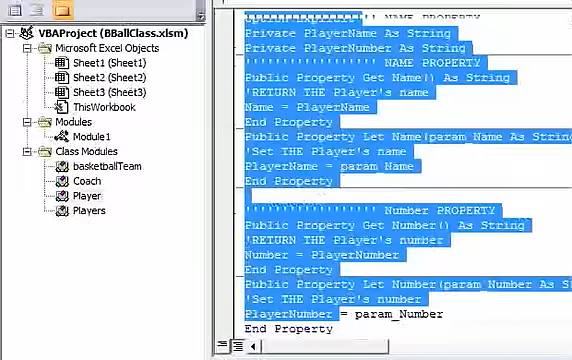 VBAProject (BBallClass.xlsm)
Microsoft Excel Objects
Sheet1 (Sheet1)
Sheet2 (Sheet2)
Sheet3 (Sheet3)
ThisWorkbook
Modules
Module1
Class Modules
basketballTeam
Coach
Player
Players
'' NAME PROPERTY
Private PlayerName As String
Private PlayerNumber As String
'''''''''''''''''' NAME PROPERTY
Public Property Get Name() As String
'RETURN THE Player's name
Name = PlayerName
End Property
Public Property Let Name(param_Name As String
'Set THE Player's name
PlayerName = param_Name
End Property
'''''''''''''''''' Number PROPERTY
Public Property Get Number() As String
'RETURN THE Player's number
Number = PlayerNumber
End Property
Public Property Let Number(param_Number As S
'Set THE Player's number
PlayerNumber = param_Number
End Property